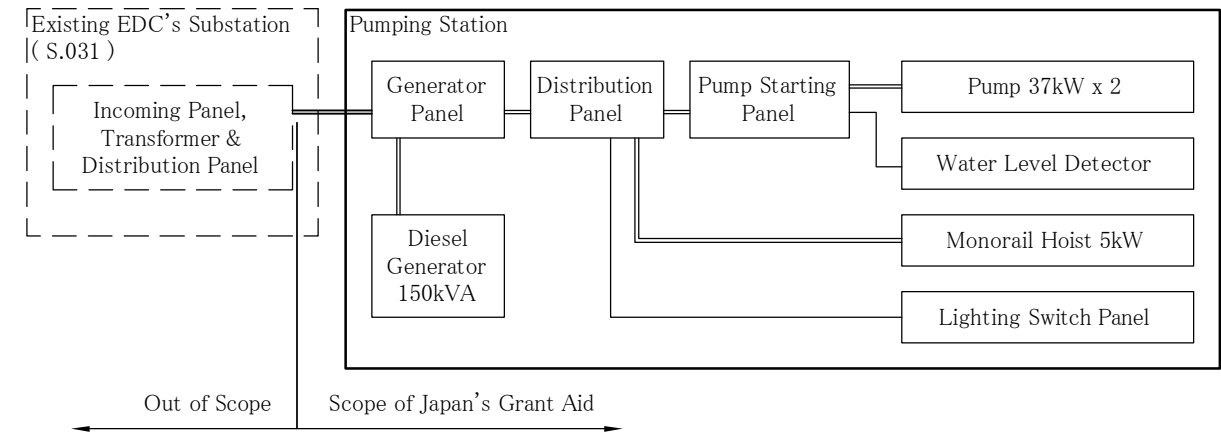 Existing EDC's Substation
( S.031 )
Incoming Panel,
Transformer &
Distribution Panel
Pumping Station
Generator
Panel
Distribution
Panel
Pump Starting
Panel
Pump 37kW x 2
Water Level Detector
Diesel
Generator
150kVA
Monorail Hoist 5kW
Lighting Switch Panel
Out of Scope
Scope of Japan's Grant Aid